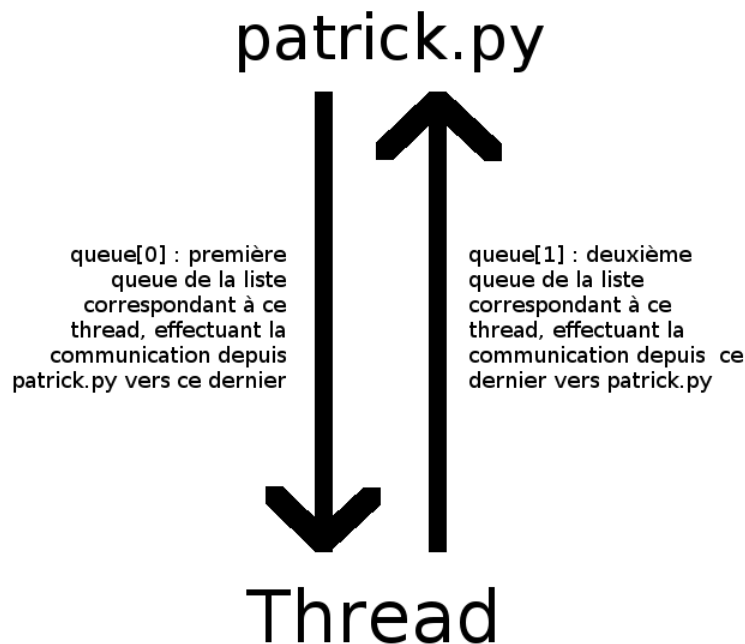 patrick.py
queue[0] : première
queue de la liste
correspondant à ce
thread, effectuant la
communication depuis
patrick.py vers ce dernier
queue[1] : deuxième
queue de la liste
correspondant à ce
thread, effectuant la
communication depuis  ce
dernier vers patrick.py
Thread